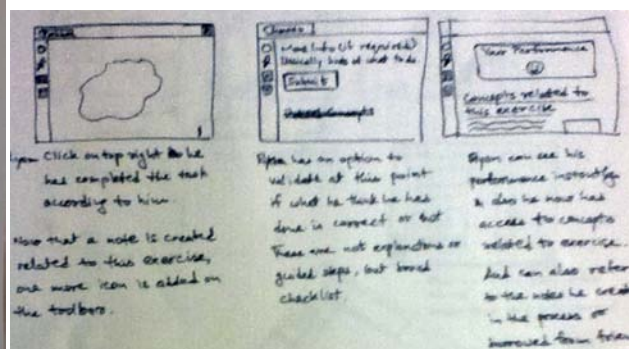 More Info (if required)
Basically hints of what to do
Submit
Your Performance
Concepts related to
this exercise
Click on top right he
has completed the task
according to him.
Now that a note is created
related to this exercise,
one more icon is added on
the toolbar.
Ryan has an option to
validate at this point
if what he think he has
done is correct or not
These are not explanations or
guided steps, but broad
checklist.
Ryan can see his
performance instantly
& also he now has
access to concepts
related to exercise.
And can also refer
to the notes he
in the process or
borrowed from